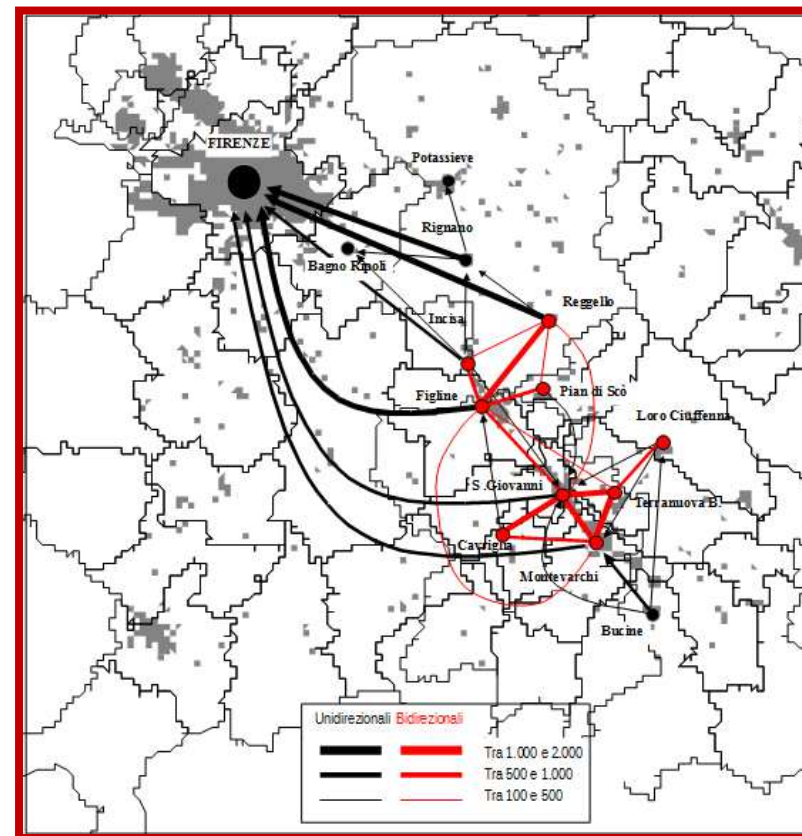 FIRENZE
Potassieve
Rignano
Bagno Ripoli
Reggello
Incisa
Figline
Pian di Scò
Loro Ciuffenna
S.Giovanni
Terranuova B.
Cavriglia
Montevarchi
Bucine
Unidirezionali Bidirezionali
Tra 1.000 e 2.000
Tra 500 e 1.000
Tra 100 e 500